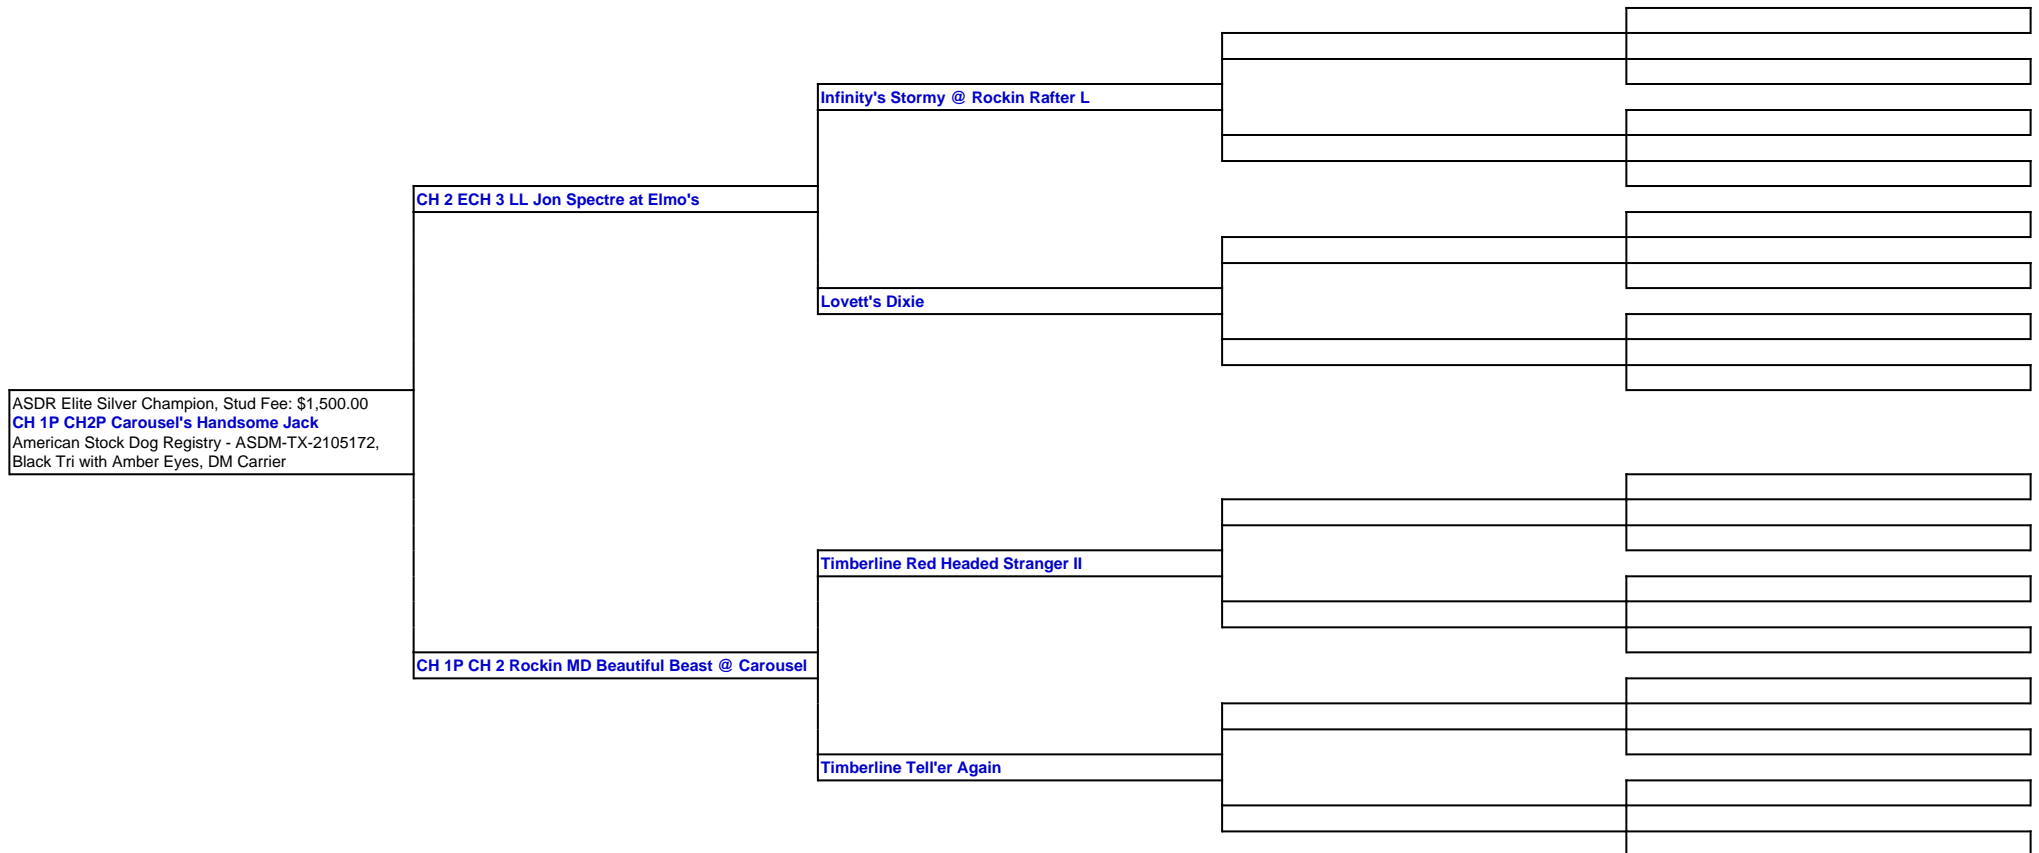 Infinity's Stormy @ Rockin Rafter L
CH 2 ECH 3 LL Jon Spectre at Elmo's
Lovett's Dixie
ASDR Elite Silver Champion, Stud Fee: $1,500.00
CH 1P CH2P Carousel's Handsome Jack
American Stock Dog Registry - ASDM-TX-2105172,
Black Tri with Amber Eyes, DM Carrier
Timberline Red Headed Stranger II
CH 1P CH 2 Rockin MD Beautiful Beast @ Carousel
Timberline Tell'er Again